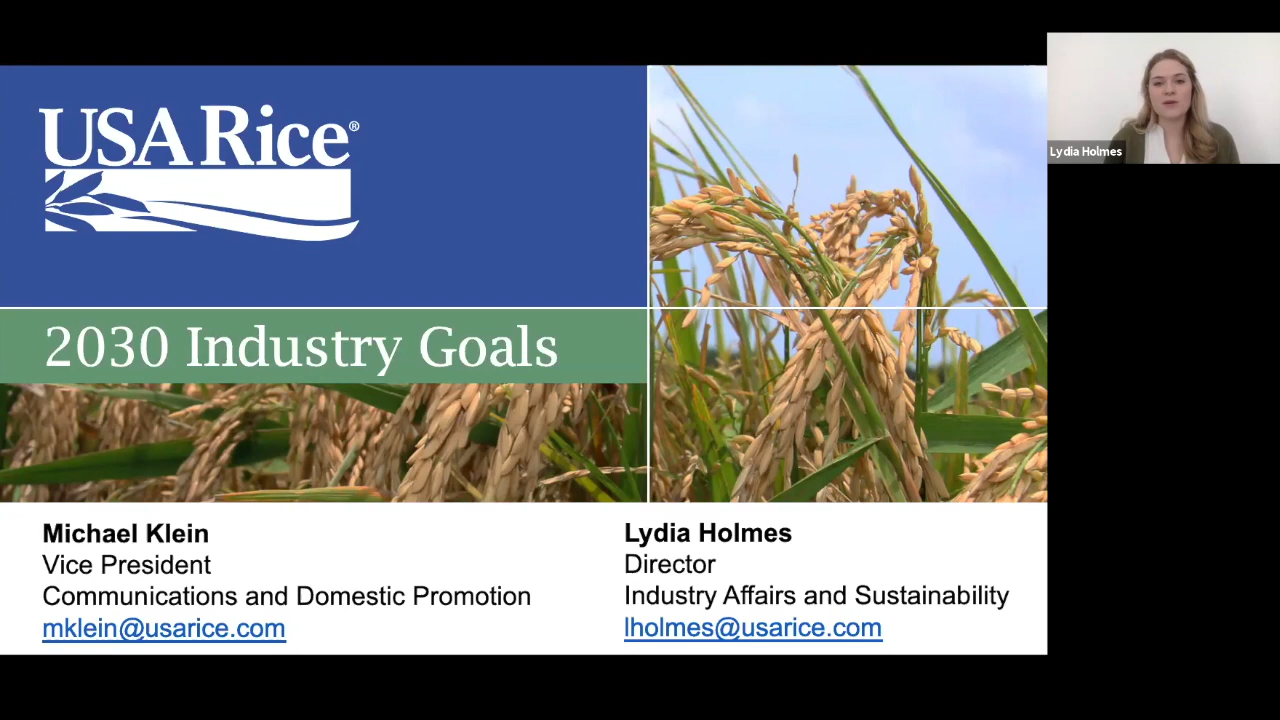 USA Rice®
2030 Industry Goals
Michael Klein
Vice President
Communications and Domestic Promotion
mklein@usarice.com
Lydia Holmes
Director
Industry Affairs and Sustainability
lholmes@usarice.com
Lydia Holmes